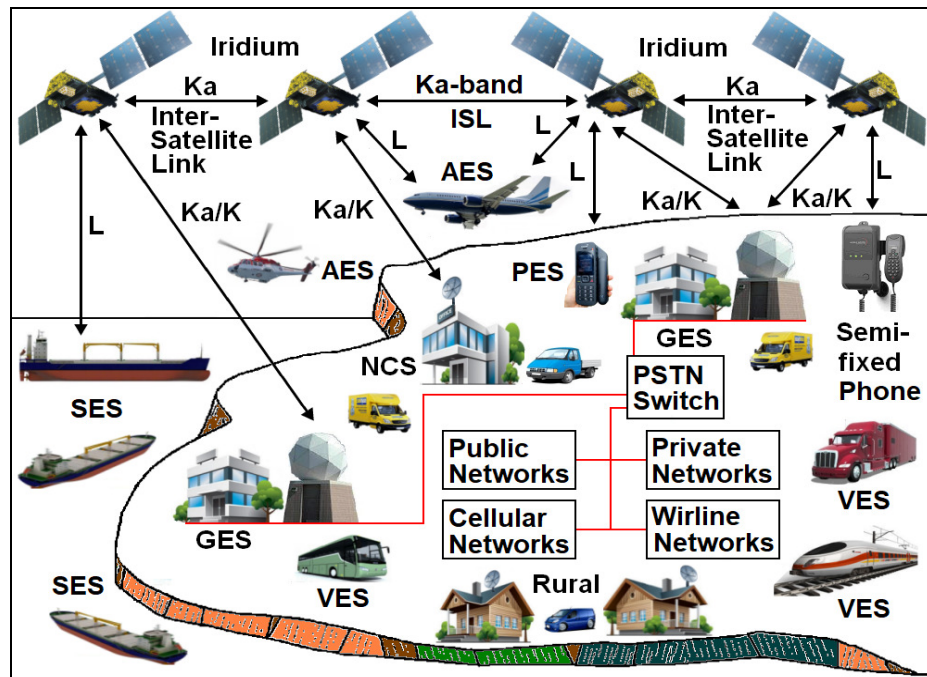 Iridium
Iridium
Ka
Ka-band
Ka
Inter-
Satellite
Link
ISL
Inter-
Satellite
Link
L
L
L
L
L
AES
Ka/K
Ka/K
Ka/K
Ka/K
AES
PES
NCS
GES
Semi-
fixed
Phone
SES
PSTN
Switch
Public
Networks
Private
Networks
VES
GES
Cellular
Networks
Wirline
Networks
SES
VES
Rural
VES